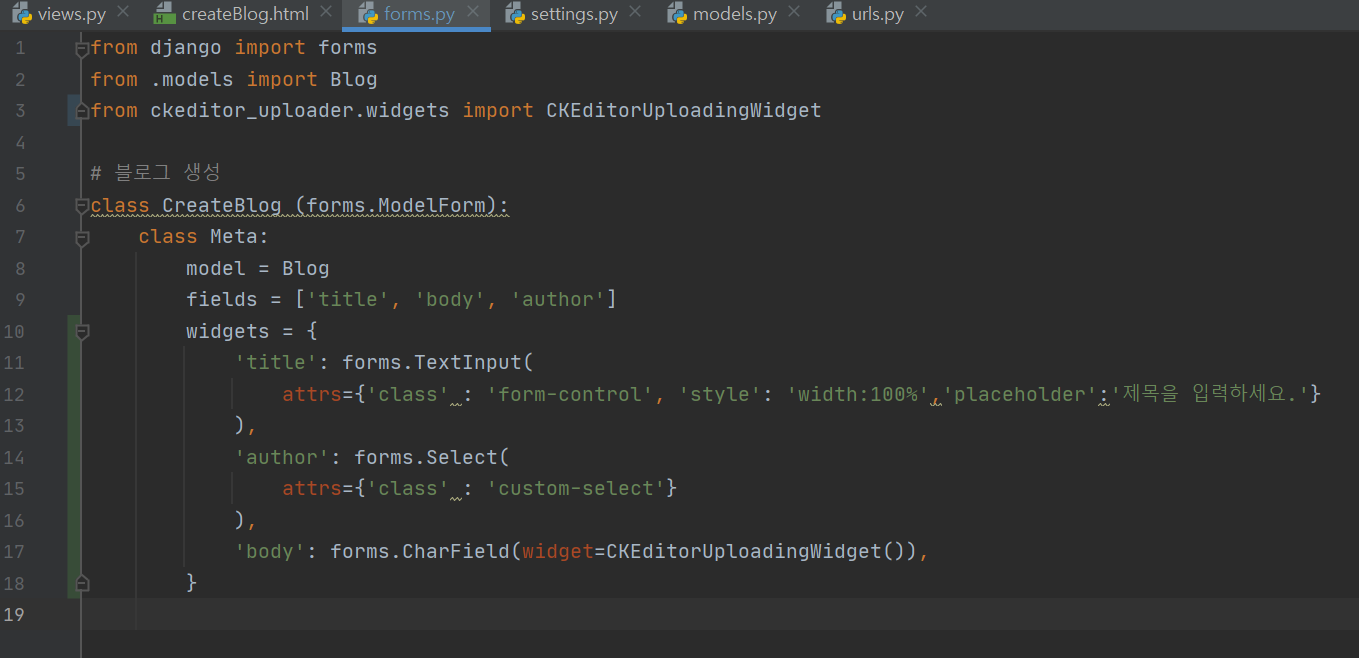 views.py createBlog.html forms.py settings.py models.py urls.py
1 from django import forms
2 from .models import Blog
3 from ckeditor_uploader.widgets import CKEditorUploadingWidget
4
5 # 블로그 생성
6 class CreateBlog (forms.ModelForm):
7     class Meta:
8         model = Blog
9         fields = ['title', 'body', 'author']
10         widgets = {
11             'title': forms.TextInput(
12                 attrs={'class' : 'form-control', 'style': 'width:100%','placeholder':'제목을 입력하세요.'}
13             ),
14             'author': forms.Select(
15                 attrs={'class' : 'custom-select'}
16             ),
17             'body': forms.CharField(widget=CKEditorUploadingWidget()),
18         }
19